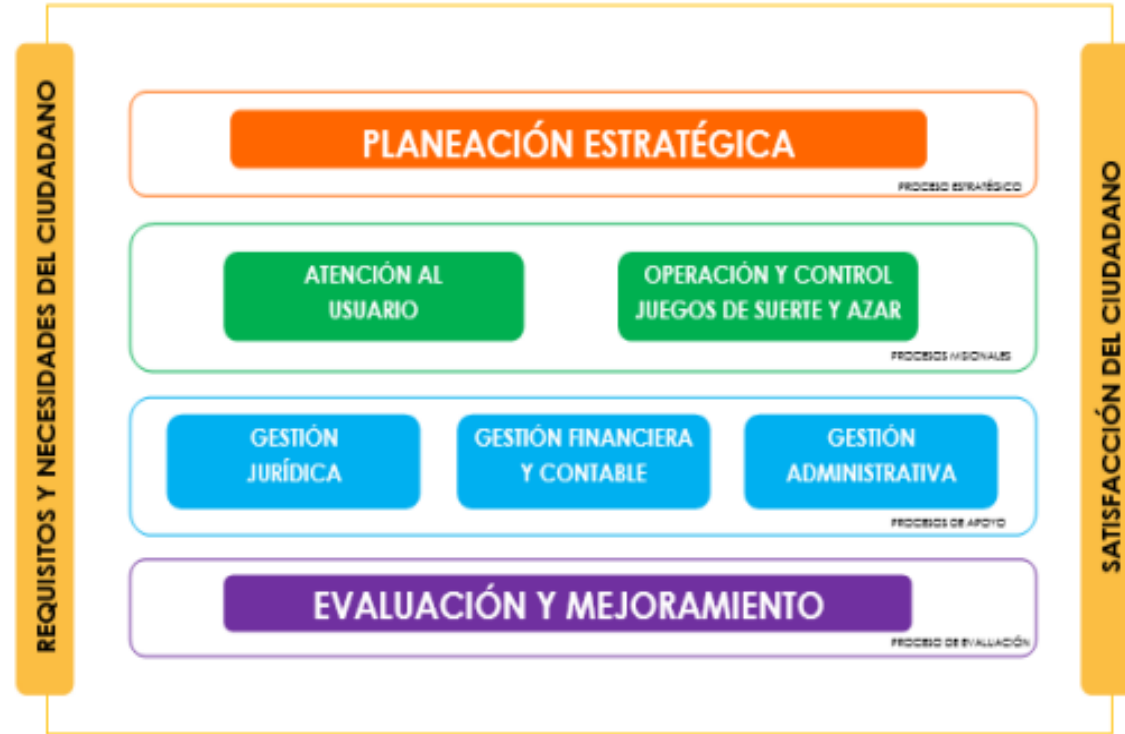 REQUISITOS Y NECESIDADES DEL CIUDADANO
PLANEACIÓN ESTRATÉGICA
PROCESO ESTRATÉGICO
ATENCIÓN AL
USUARIO
OPERACIÓN Y CONTROL
JUEGOS DE SUERTE Y AZAR
PROCESOS MISIONALES
GESTIÓN
JURÍDICA
GESTIÓN FINANCIERA
Y CONTABLE
GESTIÓN
ADMINISTRATIVA
PROCESOS DE APOYO
EVALUACIÓN Y MEJORAMIENTO
PROCESO DE EVALUACIÓN
SATISFACCIÓN DEL CIUDADANO